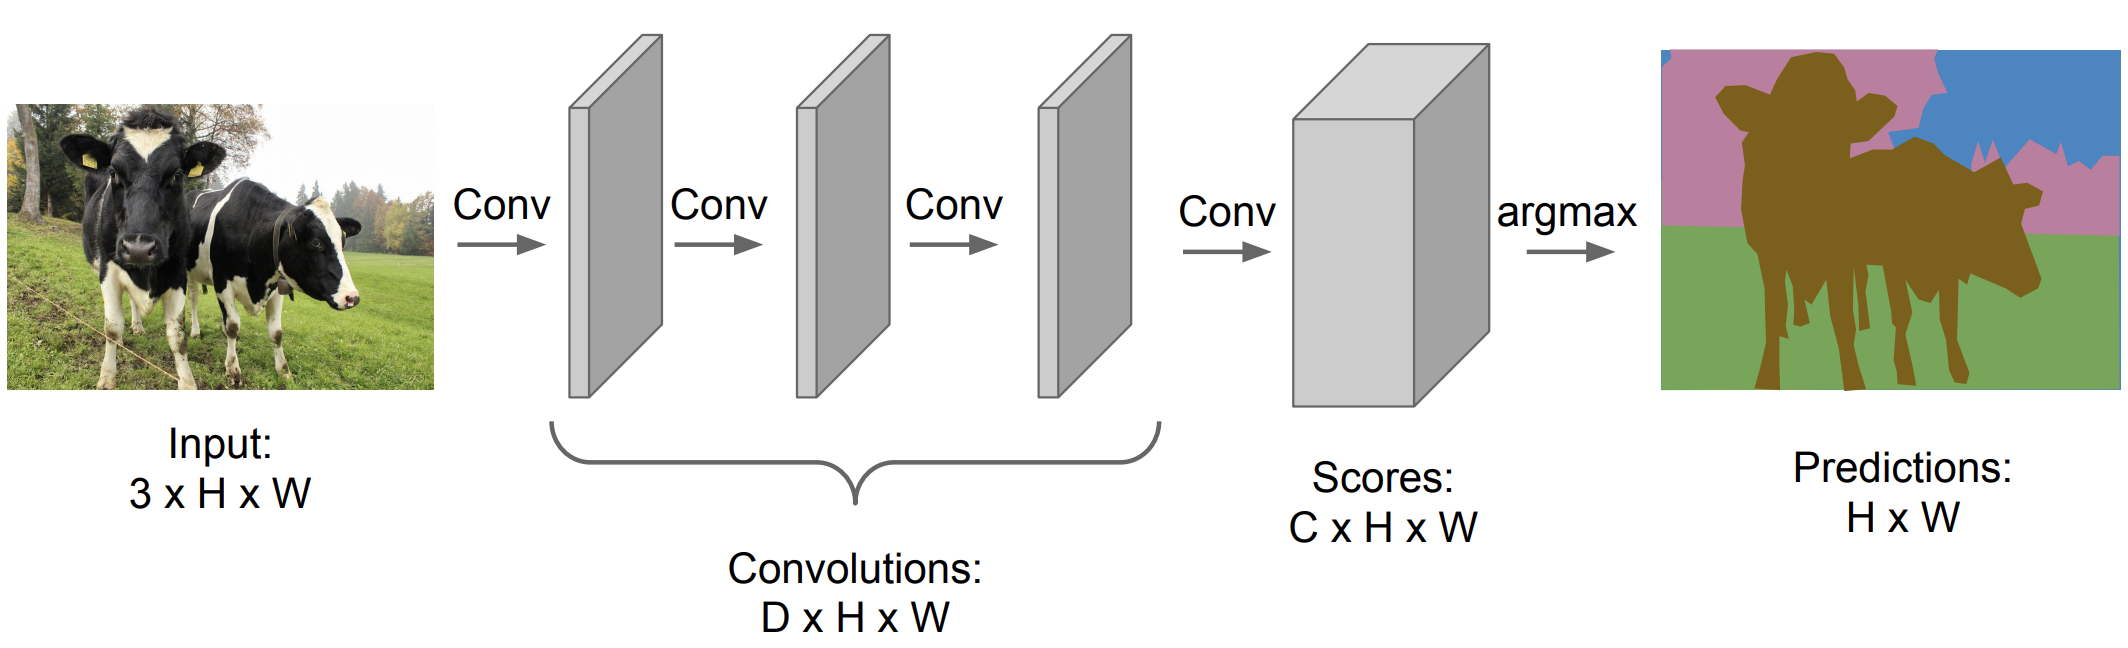 Conv
Conv
Conv
Conv
argmax
Input:
3 x H x W
Convolutions:
D x H x W
Scores:
C x H x W
Predictions:
H x W